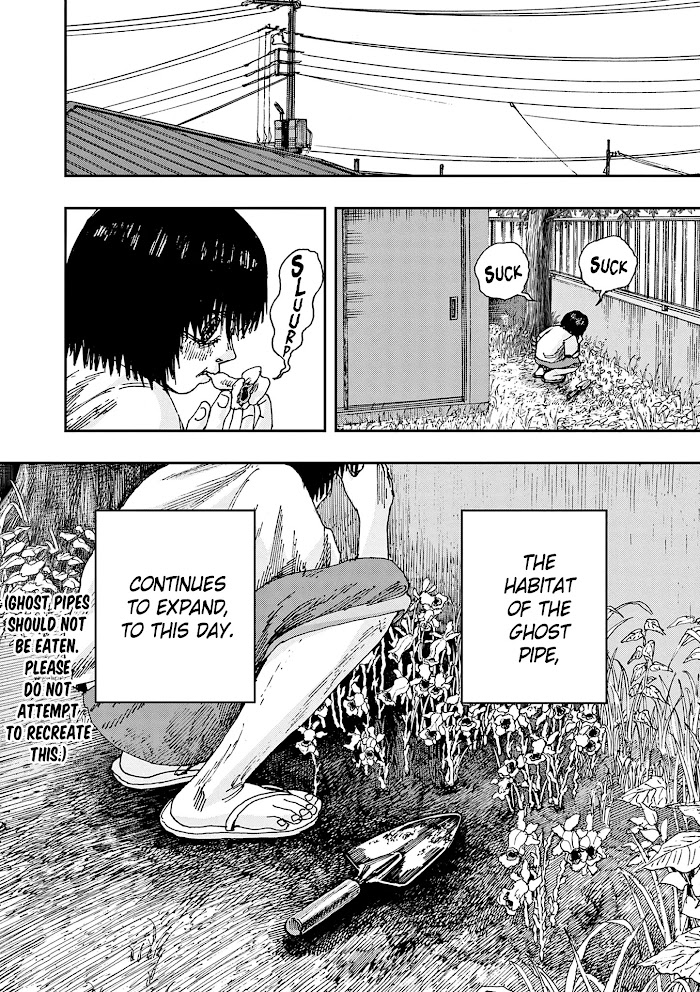 SUCK
SUCK
SLUURP
THE
HABITAT
OF THE
GHOST
PIPE,
CONTINUES
TO EXPAND,
TO THIS DAY.
(GHOST PIPES
SHOULD NOT
BE EATEN.
PLEASE
DO NOT
ATTEMPT
TO RECREATE
THIS.)